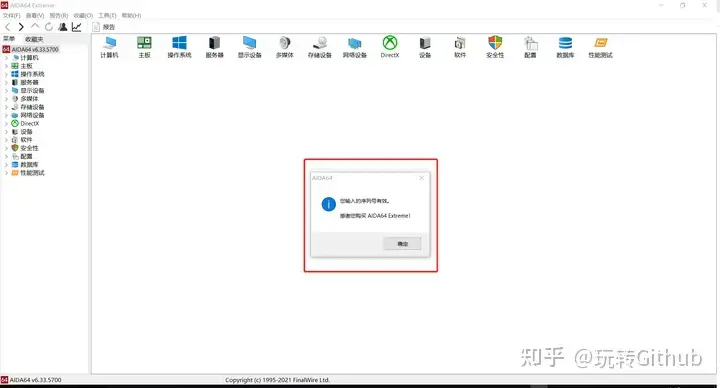 64 AIDA64 Extreme
文件(F) 查看(V) 报告(R) 收藏(O) 工具(T) 帮助(H)
报告
菜单 收藏夹
64 AIDA64 v6.33.5700
计算机
主板
操作系统
服务器
显示设备
多媒体
存储设备
网络设备
DirectX
设备
软件
安全性
配置
数据库
性能测试
计算机 主板 操作系统 服务器 显示设备 多媒体 存储设备 网络设备 DirectX 设备 软件 安全性 配置 数据库 性能测试
AIDA64
您输入的序列号有效。
感谢您购买 AIDA64 Extreme!
确定
知乎 @玩转Github
64 AIDA64 v6.33.5700 Copyright (c) 1995-2021 FinalWire Ltd.